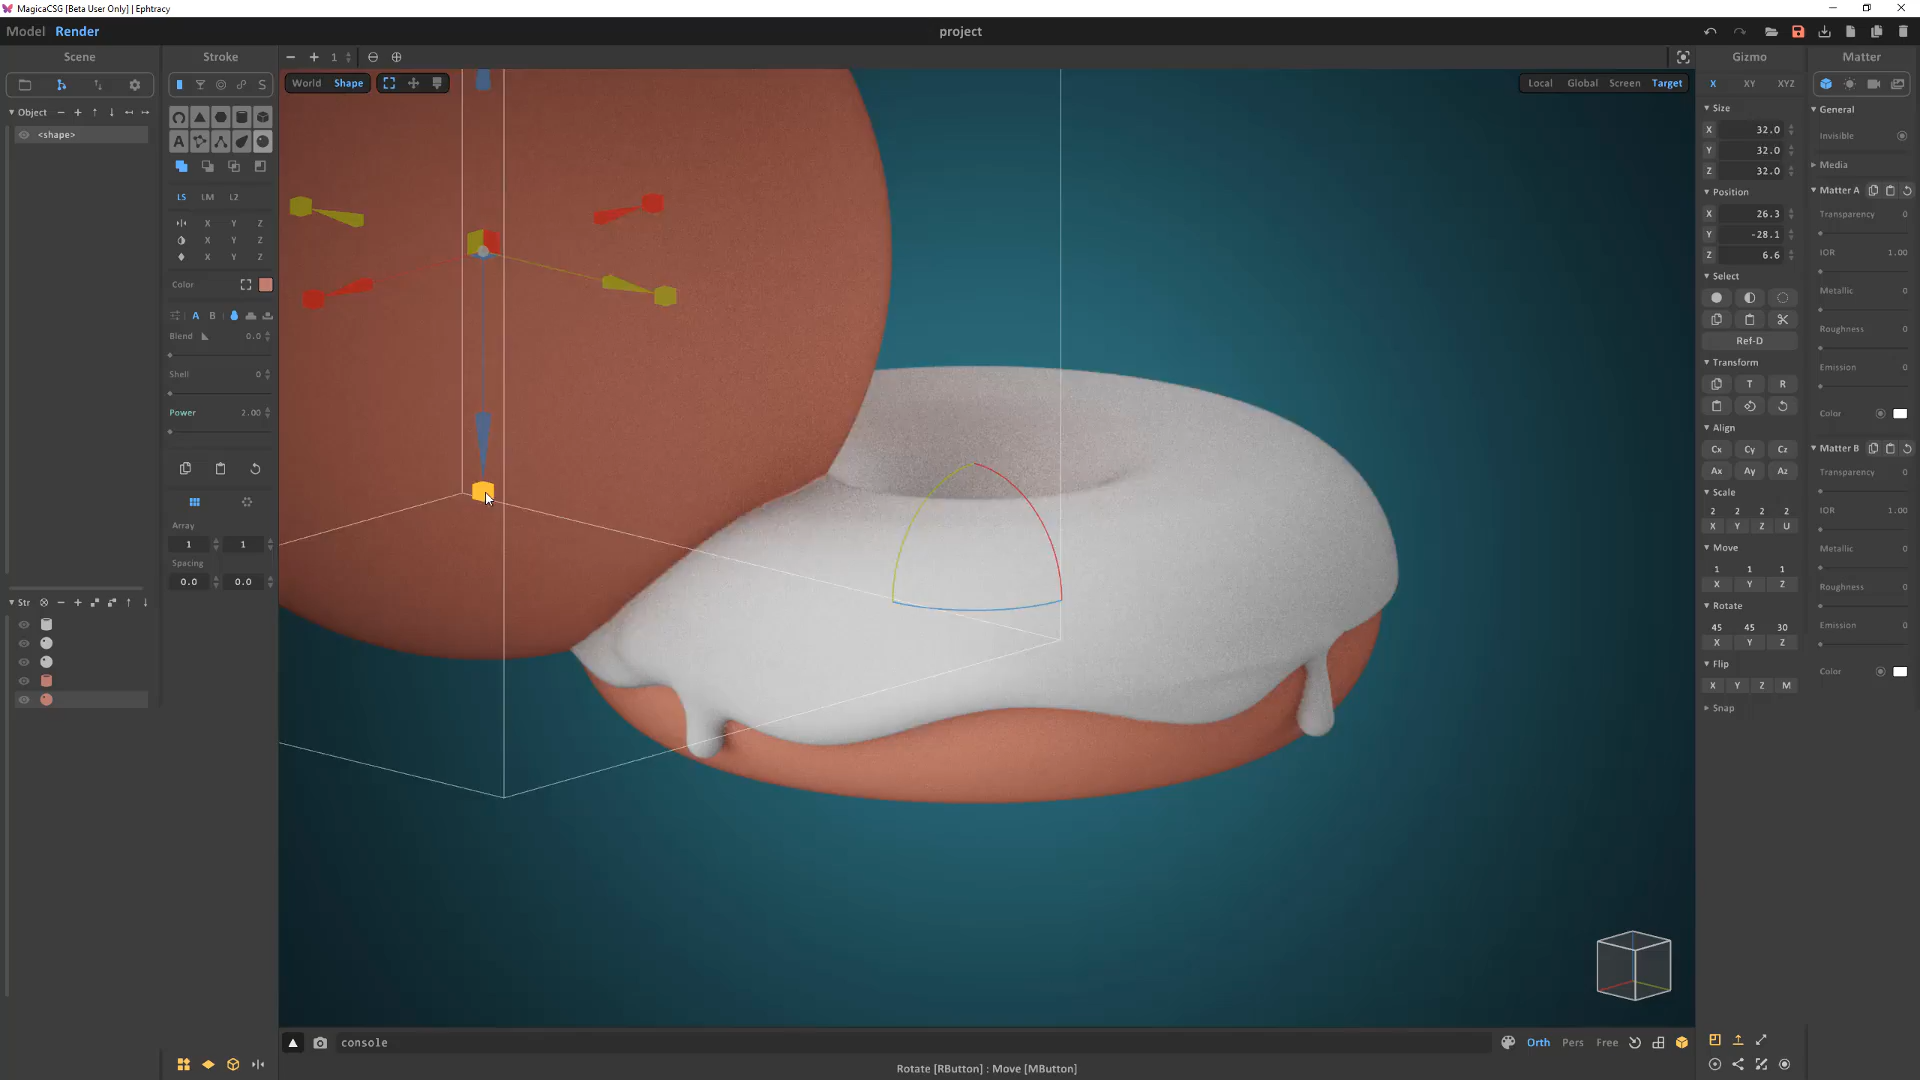 MagicaCSG [Beta User Only] | Ephtracy
Model Render
project
Scene
Stroke
1
Gizmo
Matter
World Shape
Local Global Screen Target
X XY XYZ
Object
<shape>
A
S
LS LM L2
X Y Z
X Y Z
X Y Z
Color
A B
Blend 0.0
Shell 0
Power 2.00
Array
1 1
Spacing
0.0 0.0
Str
Size
X 32.0
Y 32.0
Z 32.0
Position
X 26.3
Y -28.1
Z 6.6
Select
Ref-D
Transform
T R
Align
Cx Cy Cz
Ax Ay Az
Scale
2 2 2 2
X Y Z U
Move
1 1 1
X Y Z
Rotate
45 45 30
X Y Z
Flip
X Y Z M
Snap
General
Invisible
Media
Matter A
Transparency 0
IOR 1.00
Metallic 0
Roughness 0
Emission 0
Color
Matter B
Transparency 0
IOR 1.00
Metallic 0
Roughness 0
Emission 0
Color
console
Orth Pers Free
Rotate [RButton] : Move [MButton]